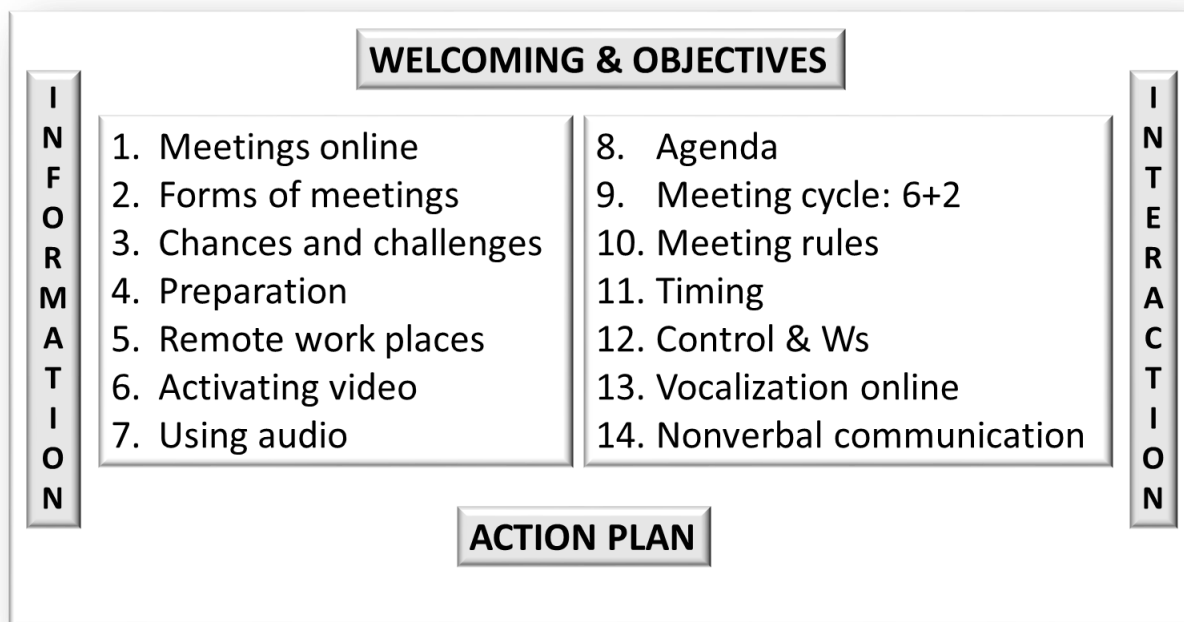 WELCOMING & OBJECTIVES
INFORMATION
1. Meetings online
2. Forms of meetings
3. Chances and challenges
4. Preparation
5. Remote work places
6. Activating video
7. Using audio
8. Agenda
9. Meeting cycle: 6+2
10. Meeting rules
11. Timing
12. Control & Ws
13. Vocalization online
14. Nonverbal communication
INTERACTION
ACTION PLAN